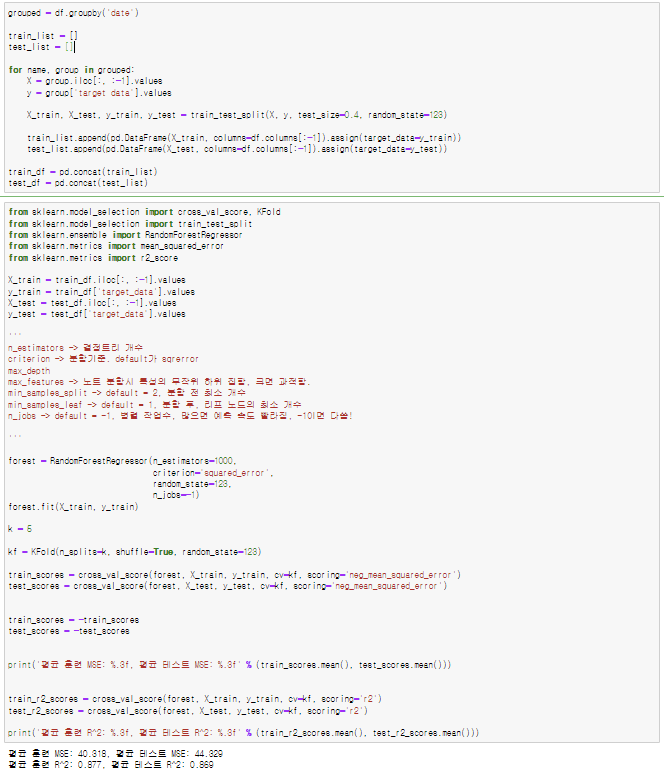 grouped = df.groupby('date')
train_list = []
test_list = []
for name, group in grouped:
    X = group.iloc[:, :-1].values
    y = group['target data'].values
    X_train, X_test, y_train, y_test = train_test_split(X, y, test_size=0.4, random_state=123)
    train_list.append(pd.DataFrame(X_train, columns=df.columns[:-1]).assign(target_data=y_train))
    test_list.append(pd.DataFrame(X_test, columns=df.columns[:-1]).assign(target_data=y_test))
train_df = pd.concat(train_list)
test_df = pd.concat(test_list)
from sklearn.model_selection import cross_val_score, KFold
from sklearn.model_selection import train_test_split
from sklearn.ensemble import RandomForestRegressor
from sklearn.metrics import mean_squared_error
from sklearn.metrics import r2_score
X_train = train_df.iloc[:, :-1].values
y_train = train_df['target_data'].values
X_test = test_df.iloc[:, :-1].values
y_test = test_df['target_data'].values
'''
n_estimators -> 결정트리 개수
criterion -> 분할기준. default가 sqrerror
max_depth
max_features -> 노트 분할시 특성의 무작위 하위 집합, 크면 과적합.
min_samples_split -> default = 2, 분할 전 최소 개수
min_samples_leaf -> default = 1, 분할 후, 리프 노드의 최소 개수
n_jobs -> default = -1, 병렬 작업수, 많으면 예측 속도 빨라짐, -1이면 다씀!
'''
forest = RandomForestRegressor(n_estimators=1000,
                               criterion='squared_error',
                               random_state=123,
                               n_jobs=-1)
forest.fit(X_train, y_train)
k = 5
kf = KFold(n_splits=k, shuffle=True, random_state=123)
train_scores = cross_val_score(forest, X_train, y_train, cv=kf, scoring='neg_mean_squared_error')
test_scores = cross_val_score(forest, X_test, y_test, cv=kf, scoring='neg_mean_squared_error')
train_scores = -train_scores
test_scores = -test_scores
print('평균 훈련 MSE: %.3f, 평균 테스트 MSE: %.3f' % (train_scores.mean(), test_scores.mean()))
train_r2_scores = cross_val_score(forest, X_train, y_train, cv=kf, scoring='r2')
test_r2_scores = cross_val_score(forest, X_test, y_test, cv=kf, scoring='r2')
print('평균 훈련 R^2: %.3f, 평균 테스트 R^2: %.3f' % (train_r2_scores.mean(), test_r2_scores.mean()))
평균 훈련 MSE: 40.318, 평균 테스트 MSE: 44.329
평균 훈련 R^2: 0.877, 평균 테스트 R^2: 0.869